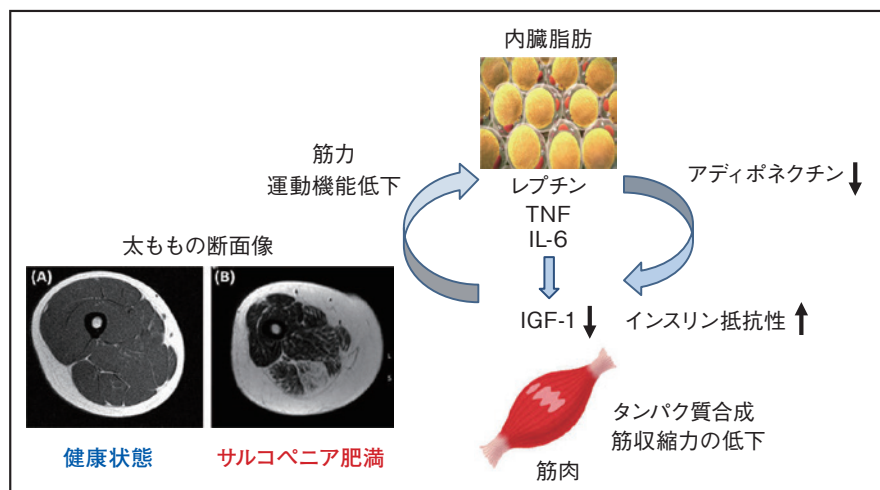 内臓脂肪
筋力
運動機能低下
レプチン
TNF
IL-6
アディポネクチン
太ももの断面像
(A)
(B)
L
S
IGF-1
インスリン抵抗性
タンパク質合成
筋収縮力の低下
筋肉
健康状態
サルコペニア肥満